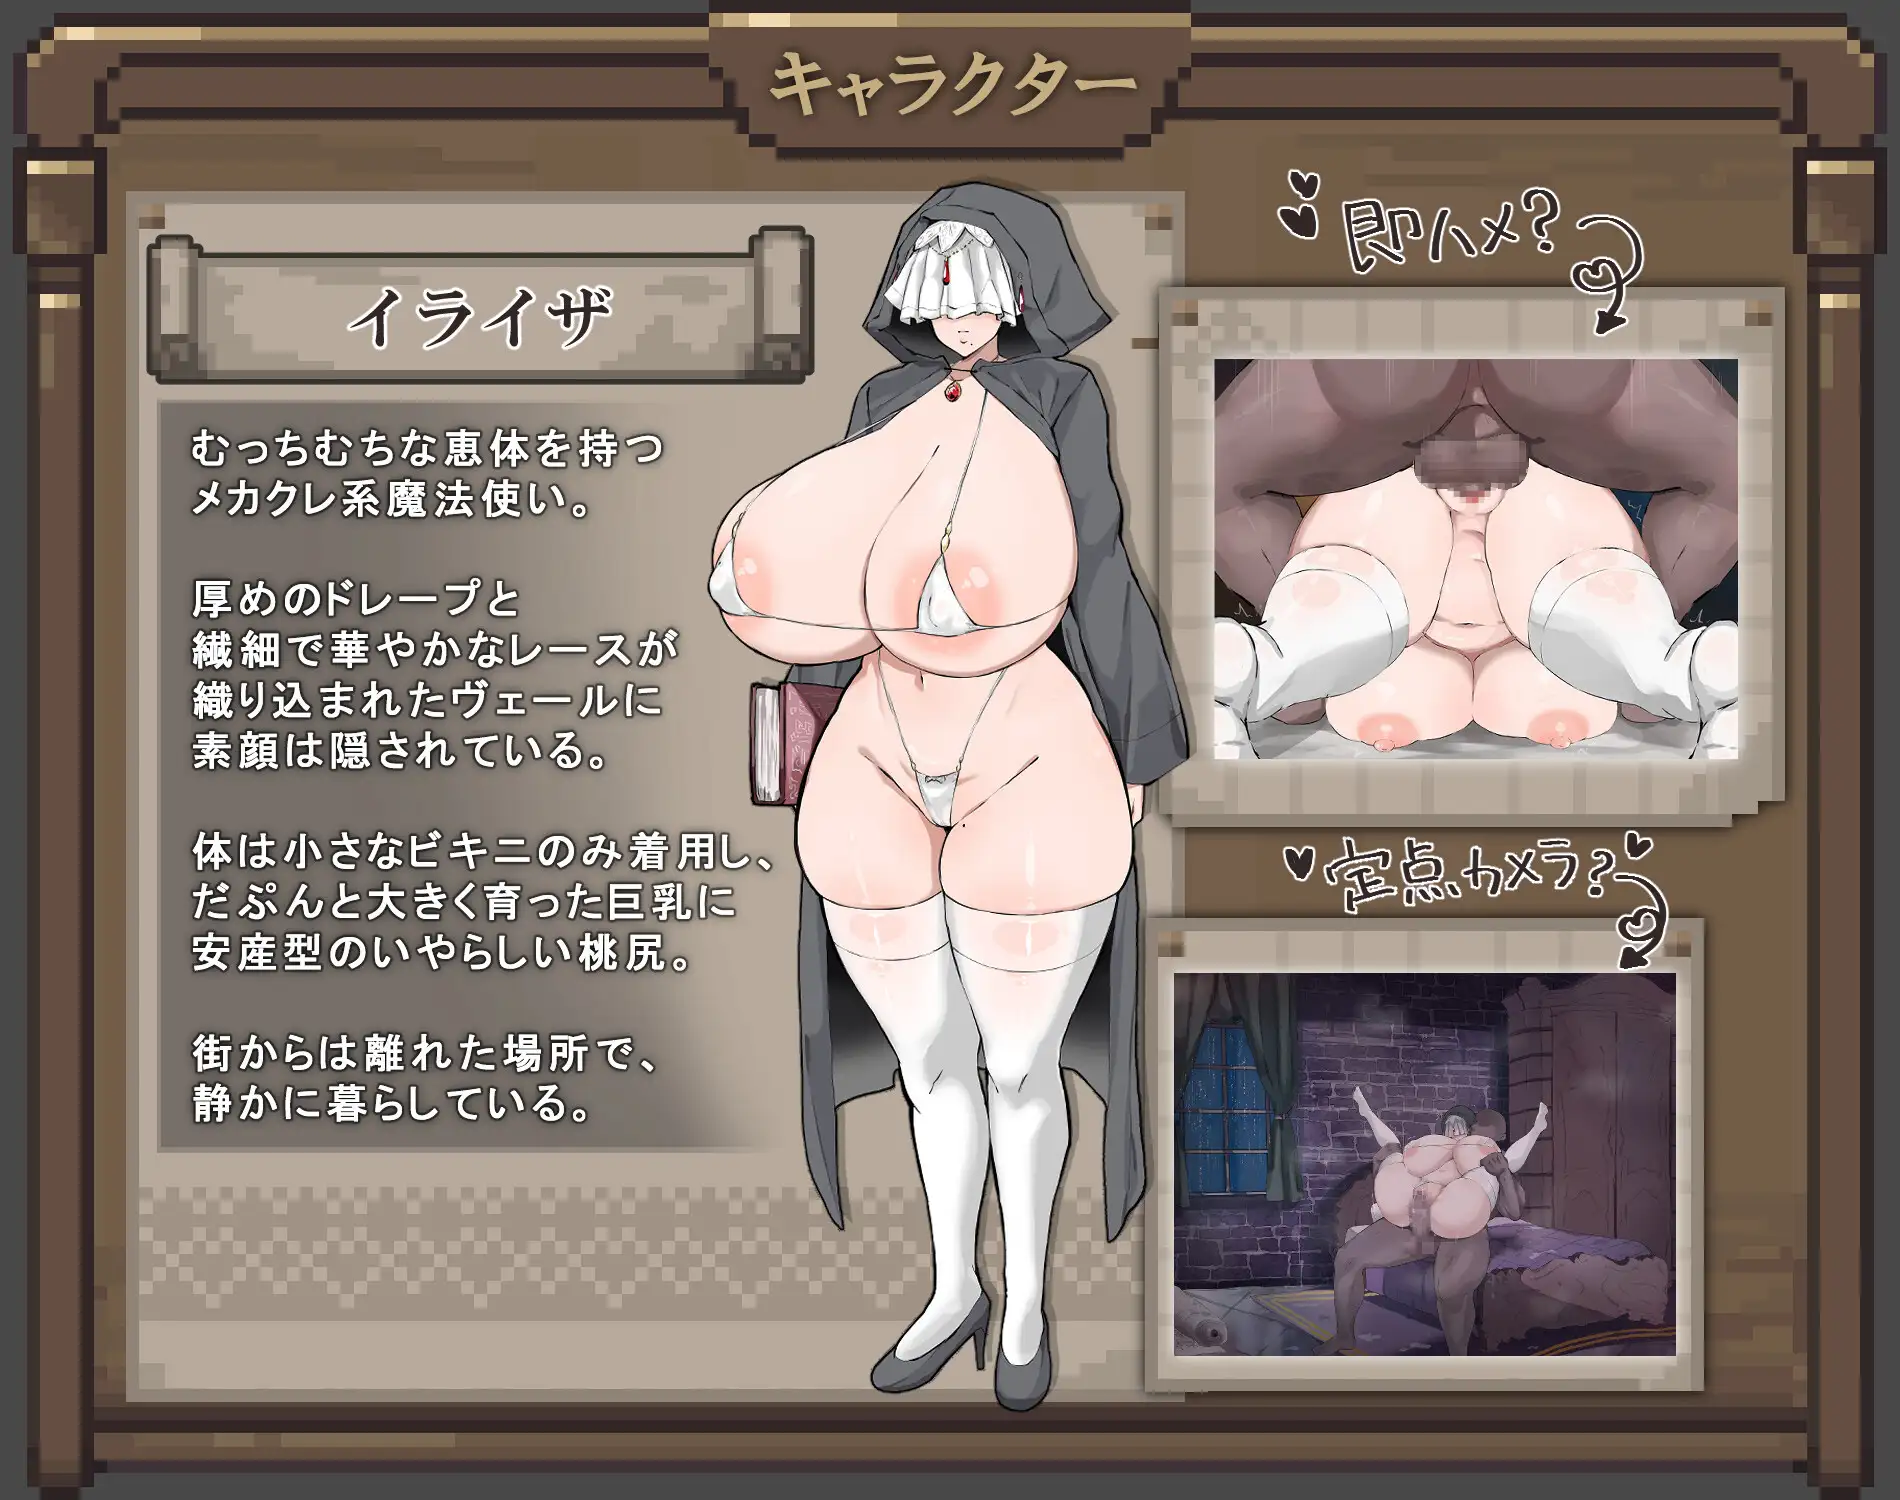 キャラクター
イライザ
むっちむちな恵体を持つ
メカクレ系魔法使い。
厚めのドレープと
繊細で華やかなレースが
織り込まれたヴェールに
素顔は隠されている。
体は小さなビキニのみ着用し、
だぷんと大きく育った巨乳に
安産型のいやらしい桃尻。
街からは離れた場所で、
静かに暮らしている。
即ハメ?
定点カメラ?